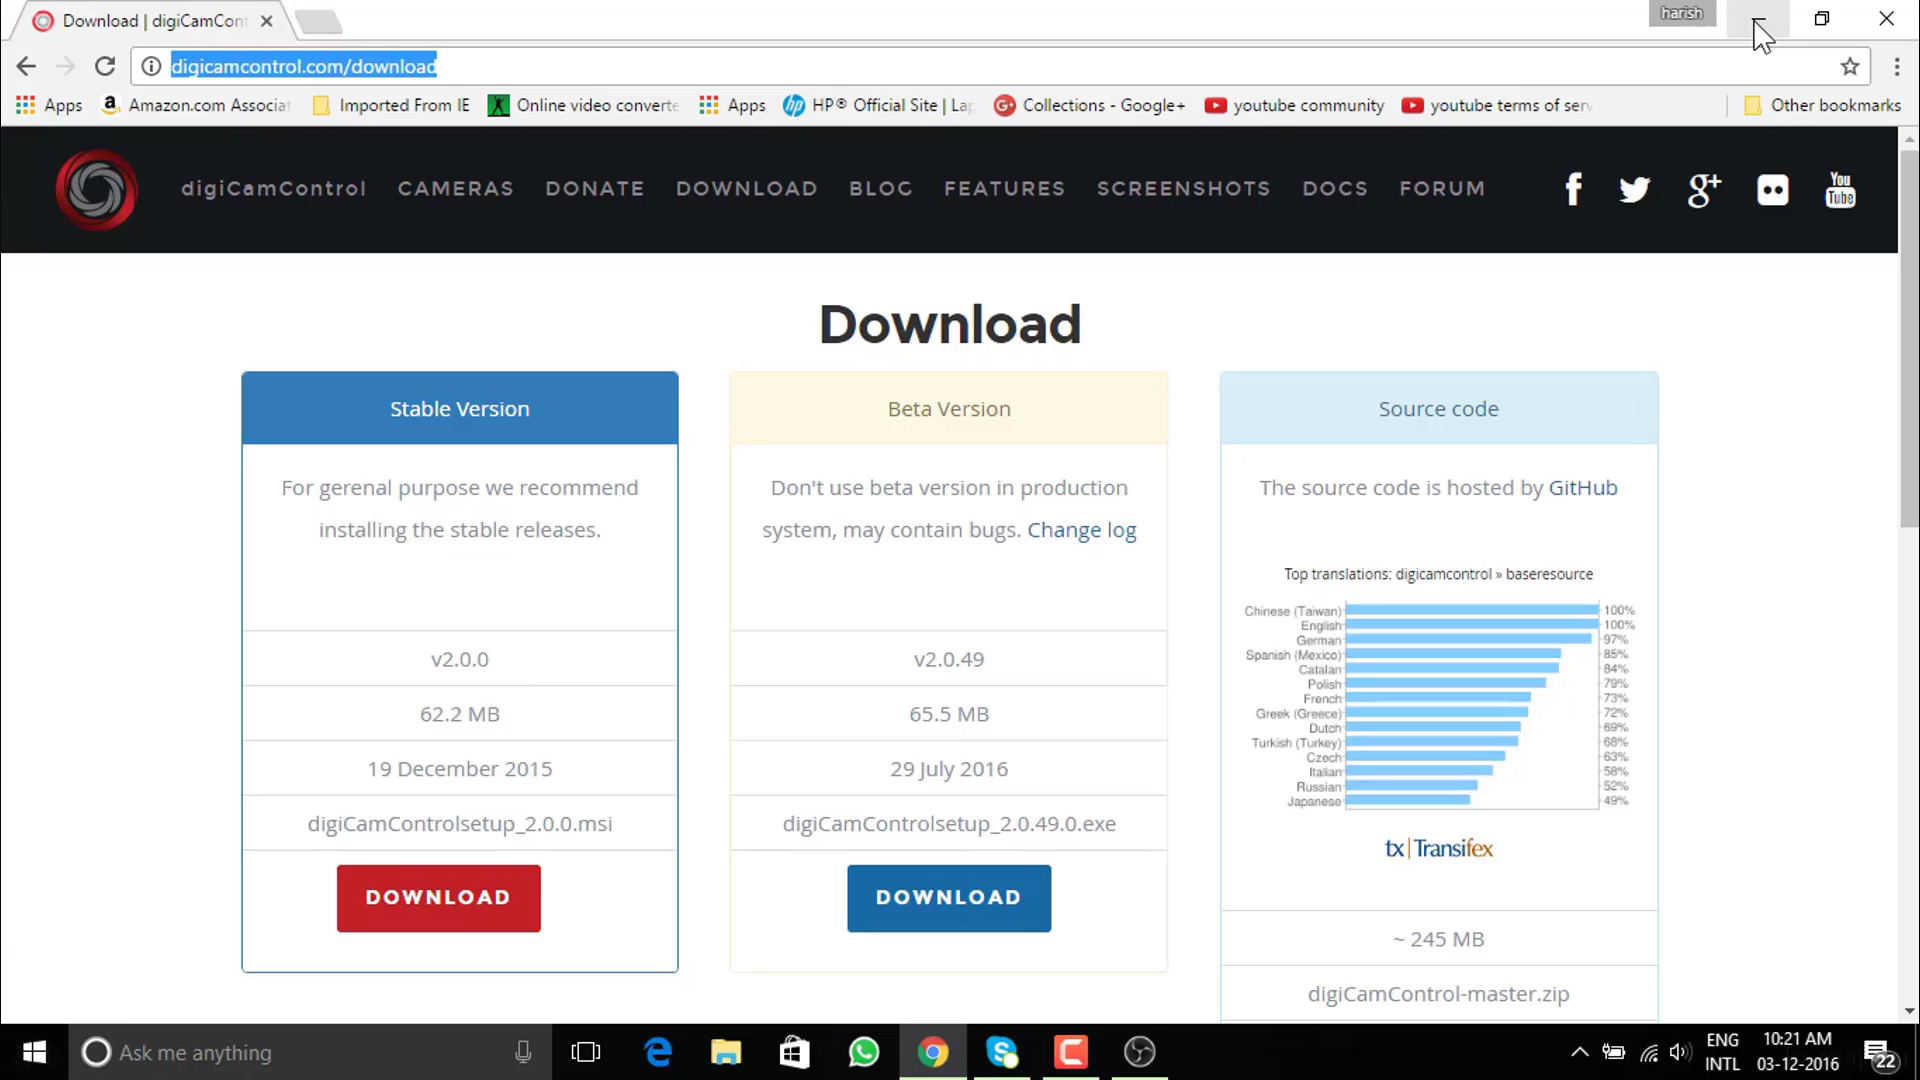 Download | digiCamCont
harish
digicamcontrol.com/download
Apps Amazon.com Associat Imported From IE Online video converte Apps HP® Official Site | Lap Collections - Google+ youtube community youtube terms of serv Other bookmarks
digiCamControl CAMERAS DONATE DOWNLOAD BLOG FEATURES SCREENSHOTS DOCS FORUM
You
Tube
Download
Stable Version
For gerenal purpose we recommend
installing the stable releases.
v2.0.0
62.2 MB
19 December 2015
digiCamControlsetup_2.0.0.msi
DOWNLOAD
Beta Version
Don't use beta version in production
system, may contain bugs. Change log
v2.0.49
65.5 MB
29 July 2016
digiCamControlsetup_2.0.49.0.exe
DOWNLOAD
Source code
The source code is hosted by GitHub
Top translations: digicamcontrol » baseresource
Chinese (Taiwan) 100%
English 100%
German 97%
Spanish (Mexico) 85%
Catalan 84%
Polish 79%
French 73%
Greek (Greece) 72%
Dutch 69%
Turkish (Turkey) 68%
Czech 63%
Italian 58%
Russian 52%
Japanese 49%
tx|Transifex
~ 245 MB
digiCamControl-master.zip
Ask me anything
ENG
INTL
10:21 AM
03-12-2016
22